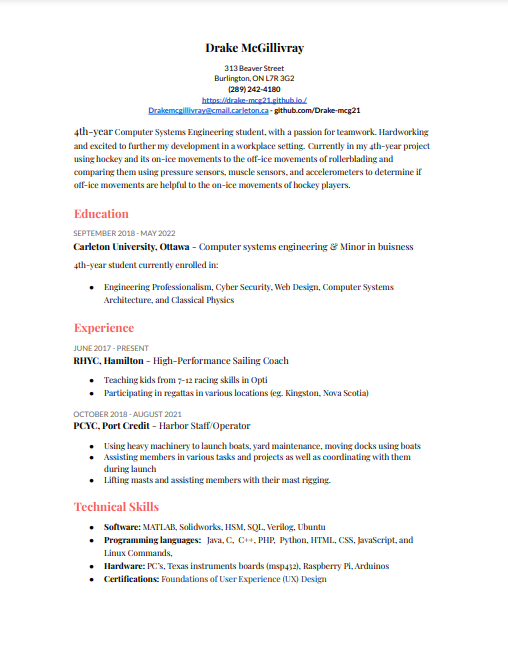 Drake McGillivray
313 Beaver Street
Burlington, ON L7R 3G2
(289) 242-4180
https://drake-mcg21.github.io./
Drakemcgillivray@cmail.carleton.ca - github.com/Drake-mcg21
4th-year Computer Systems Engineering student, with a passion for teamwork. Hardworking
and excited to further my development in a workplace setting. Currently in my 4th-year project
using hockey and its on-ice movements to the off-ice movements of rollerblading and
comparing them using pressure sensors, muscle sensors, and accelerometers to determine if
off-ice movements are helpful to the on-ice movements of hockey players.
Education
SEPTEMBER 2018 - MAY 2022
Carleton University, Ottawa - Computer systems engineering & Minor in buisness
4th-year student currently enrolled in:
● Engineering Professionalism, Cyber Security, Web Design, Computer Systems
Architecture, and Classical Physics
Experience
JUNE 2017 - PRESENT
RHYC, Hamilton - High-Performance Sailing Coach
● Teaching kids from 7-12 racing skills in Opti
● Participating in regattas in various locations (eg. Kingston, Nova Scotia)
OCTOBER 2018 - AUGUST 2021
PCYC, Port Credit - Harbor Staff/Operator
● Using heavy machinery to launch boats, yard maintenance, moving docks using boats
● Assisting members in various tasks and projects as well as coordinating with them
during launch
● Lifting masts and assisting members with their mast rigging.
Technical Skills
● Software: MATLAB, Solidworks, HSM, SQL, Verilog, Ubuntu
● Programming languages: Java, C, C++, PHP, Python, HTML, CSS, JavaScript, and
Linux Commands,
● Hardware: PC's, Texas instruments boards (msp432), Raspberry Pi, Arduinos
● Certifications: Foundations of User Experience (UX) Design